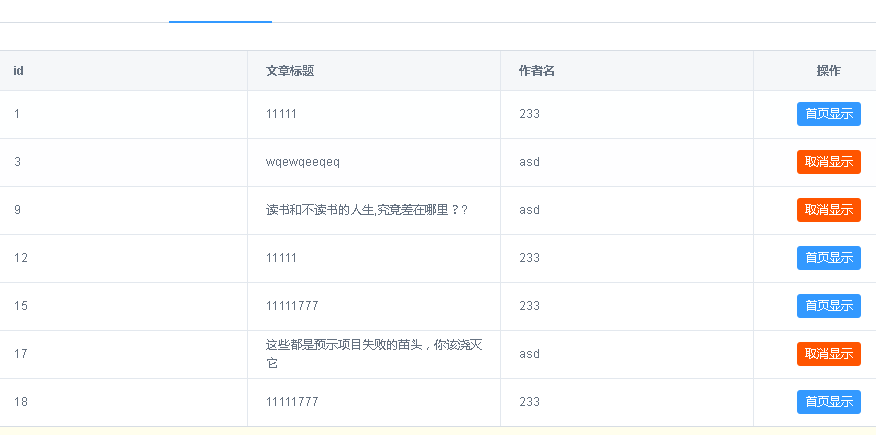 id 文章标题 作者名 操作
1 11111 233 首页显示
3 wqewqeeqeq asd 取消显示
9 读书和不读书的人生,究竟差在哪里？? asd 取消显示
12 11111 233 首页显示
15 11111777 233 首页显示
17 这些都是预示项目失败的苗头，你该浇灭 asd 取消显示
它
18 11111777 233 首页显示